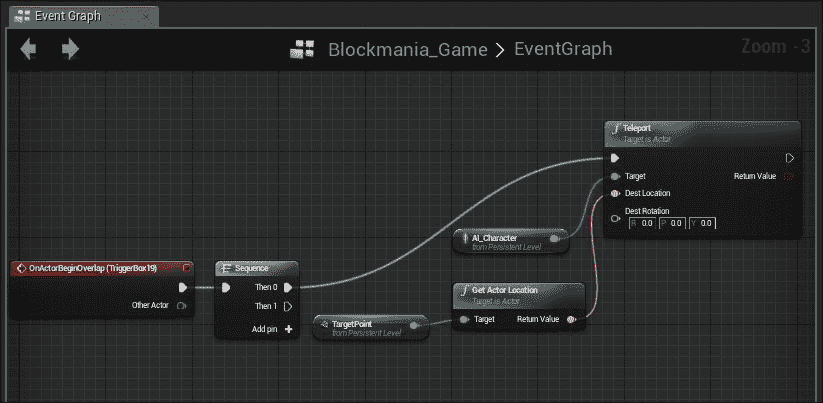 Event Graph
Blockmania_Game > EventGraph
Zoom -3
Teleport
Target is Actor
Target
Return Value
Dest Location
Dest Rotation
R 0.0 P 0.0 Y 0.0
AI_Character
from Persistent Level
OnActorBeginOverlap (TriggerBox19)
Other Actor
Sequence
Then 0
Then 1
Add pin +
Get Actor Location
Target is Actor
Target
Return Value
TargetPoint
from Persistent Level